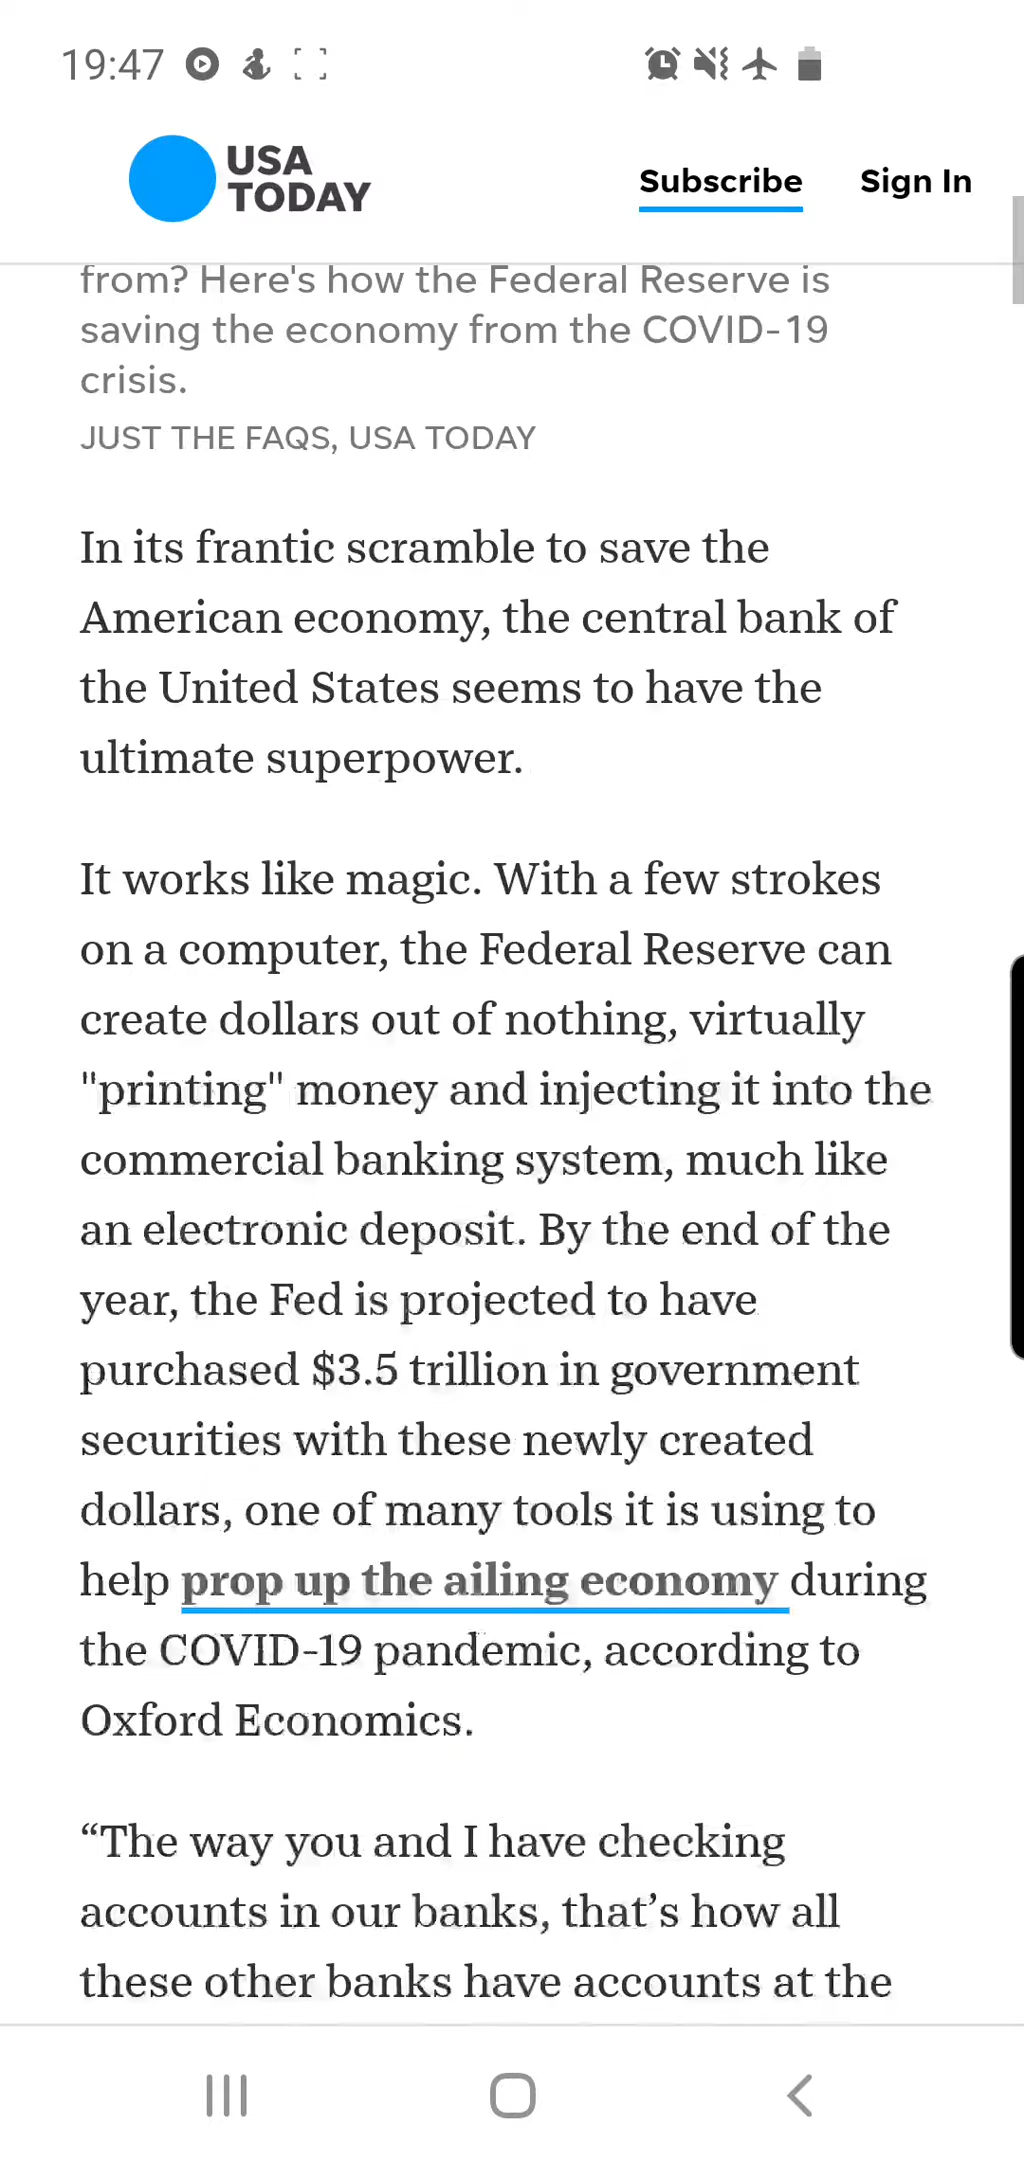 19:47
USA
TODAY
Subscribe
Sign In
from? Here's how the Federal Reserve is
saving the economy from the COVID-19
crisis.
JUST THE FAQS, USA TODAY
In its frantic scramble to save the
American economy, the central bank of
the United States seems to have the
ultimate superpower.
It works like magic. With a few strokes
on a computer, the Federal Reserve can
create dollars out of nothing, virtually
"printing" money and injecting it into the
commercial banking system, much like
an electronic deposit. By the end of the
year, the Fed is projected to have
purchased $3.5 trillion in government
securities with these newly created
dollars, one of many tools it is using to
help prop up the ailing economy during
the COVID-19 pandemic, according to
Oxford Economics.
“The way you and I have checking
accounts in our banks, that’s how all
these other banks have accounts at the